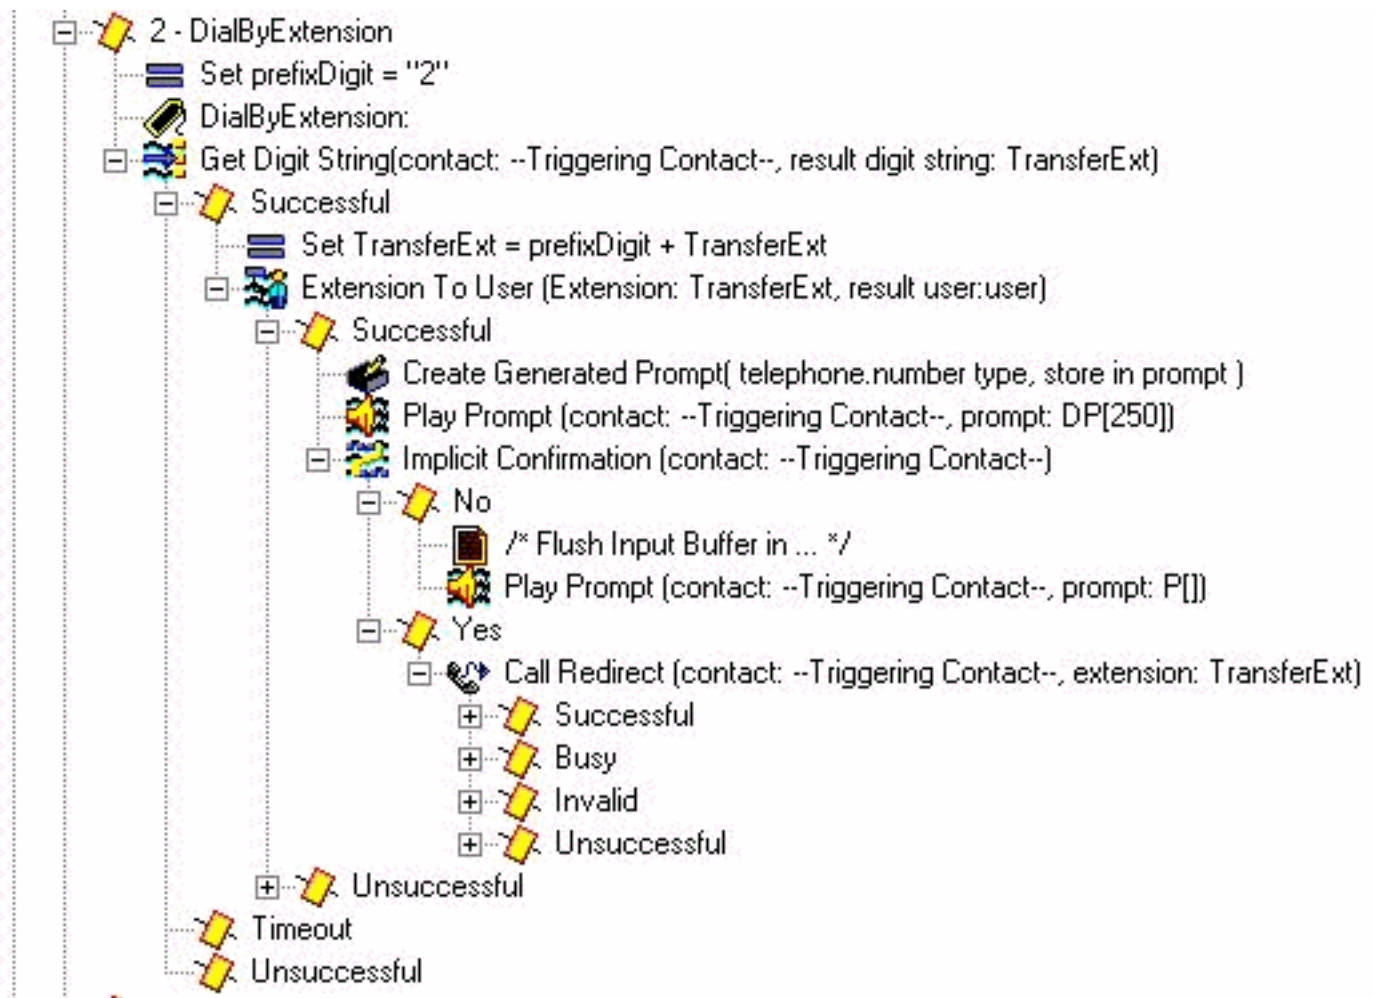 2 - DialByExtension
Set prefixDigit = "2"
DialByExtension:
Get Digit String(contact: --Triggering Contact--, result digit string: TransferExt)
Successful
Set TransferExt = prefixDigit + TransferExt
Extension To User (Extension: TransferExt, result user:user)
Successful
Create Generated Prompt( telephone.number type, store in prompt )
Play Prompt (contact: --Triggering Contact--, prompt: DP[250])
Implicit Confirmation (contact: --Triggering Contact--)
No
/* Flush Input Buffer in ... */
Play Prompt (contact: --Triggering Contact--, prompt: P[])
Yes
Call Redirect (contact: --Triggering Contact--, extension: TransferExt)
Successful
Busy
Invalid
Unsuccessful
Unsuccessful
Timeout
Unsuccessful